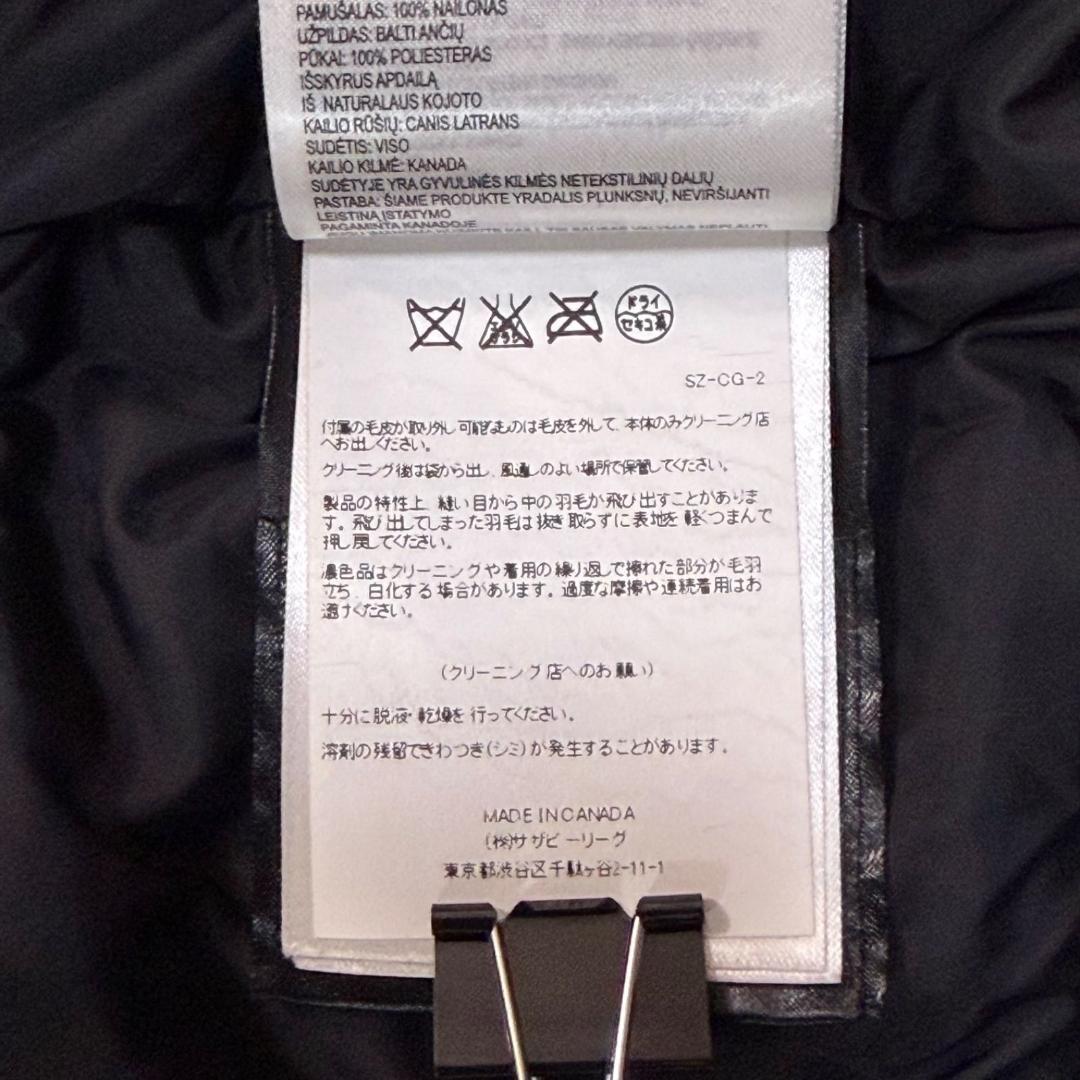 PAMUŠALAS: 100% NAILONAS
UŽPILDAS: BALTI ANČIŲ
PŪKAI: 100% POLIESTERAS
IŠSKYRUS APDAILĄ
IŠ NATURALAUS KOJOTO
KAILIO RŪŠIŲ: CANIS LATRANS
SUDĖTIS: VISO
KAILIO KILMĖ: KANADA
SUDĖTYJE YRA GYVULINĖS KILMĖS NETEKSTILINIŲ DALIŲ
PASTABA: ŠIAME PRODUKTE YRADALIS PLUNKSNŲ, NEVIRŠIJANTI
LEISTINĄ ĮSTATYMO
PAGAMINTA KANADOJE
ドライ
セキユ系
SZ-CG-2
付属の毛皮が取り外し可能なものは毛皮を外して、本体のみクリーニング店
へお出しください。
クリーニング後は袋から出し、風通しのよい場所で保管してください。
製品の特性上、縫い目から中の羽毛が飛び出すことがありま
す。飛び出してしまった羽毛は抜き取らずに表地を軽くつまんで
押し戻してください。
濃色品はクリーニングや着用の繰り返しで擦れた部分が毛羽
立ち、白化する場合があります。過度な摩擦や連続着用はお
避けください。
(クリーニング店へのお願い)
十分に脱液・乾燥を行ってください。
溶剤の残留できわつき(シミ)が発生することがあります。
MADE IN CANADA
(株)サザビーリーグ
東京都渋谷区千駄ヶ谷2-11-1